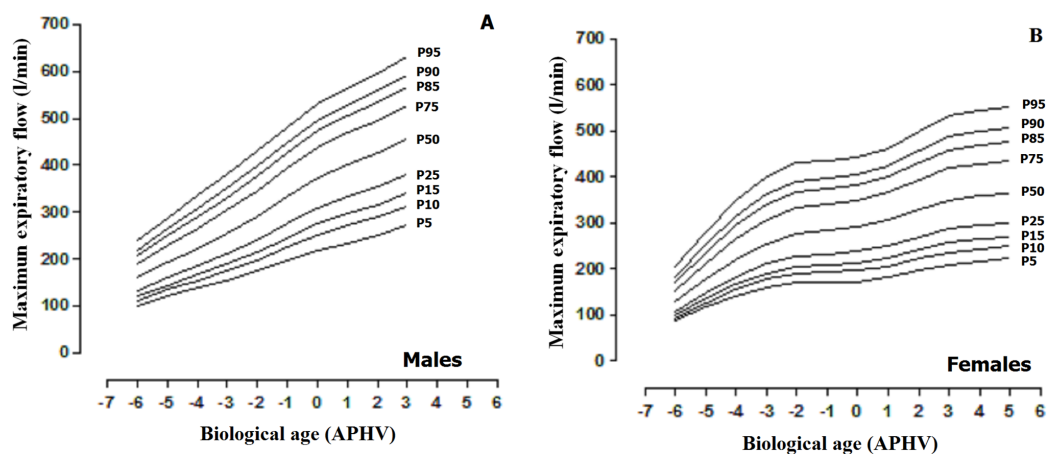 A
Maximun expiratory flow (l/min)
700
600
500
400
300
200
100
0
P95
P90
P85
P75
P50
P25
P15
P10
P5
Males
-7 -6 -5 -4 -3 -2 -1 0 1 2 3 4 5 6
Biological age (APHV)
B
Maximun expiratory flow (l/min)
700
600
500
400
300
200
100
0
P95
P90
P85
P75
P50
P25
P15
P10
P5
Females
-7 -6 -5 -4 -3 -2 -1 0 1 2 3 4 5 6
Biological age (APHV)